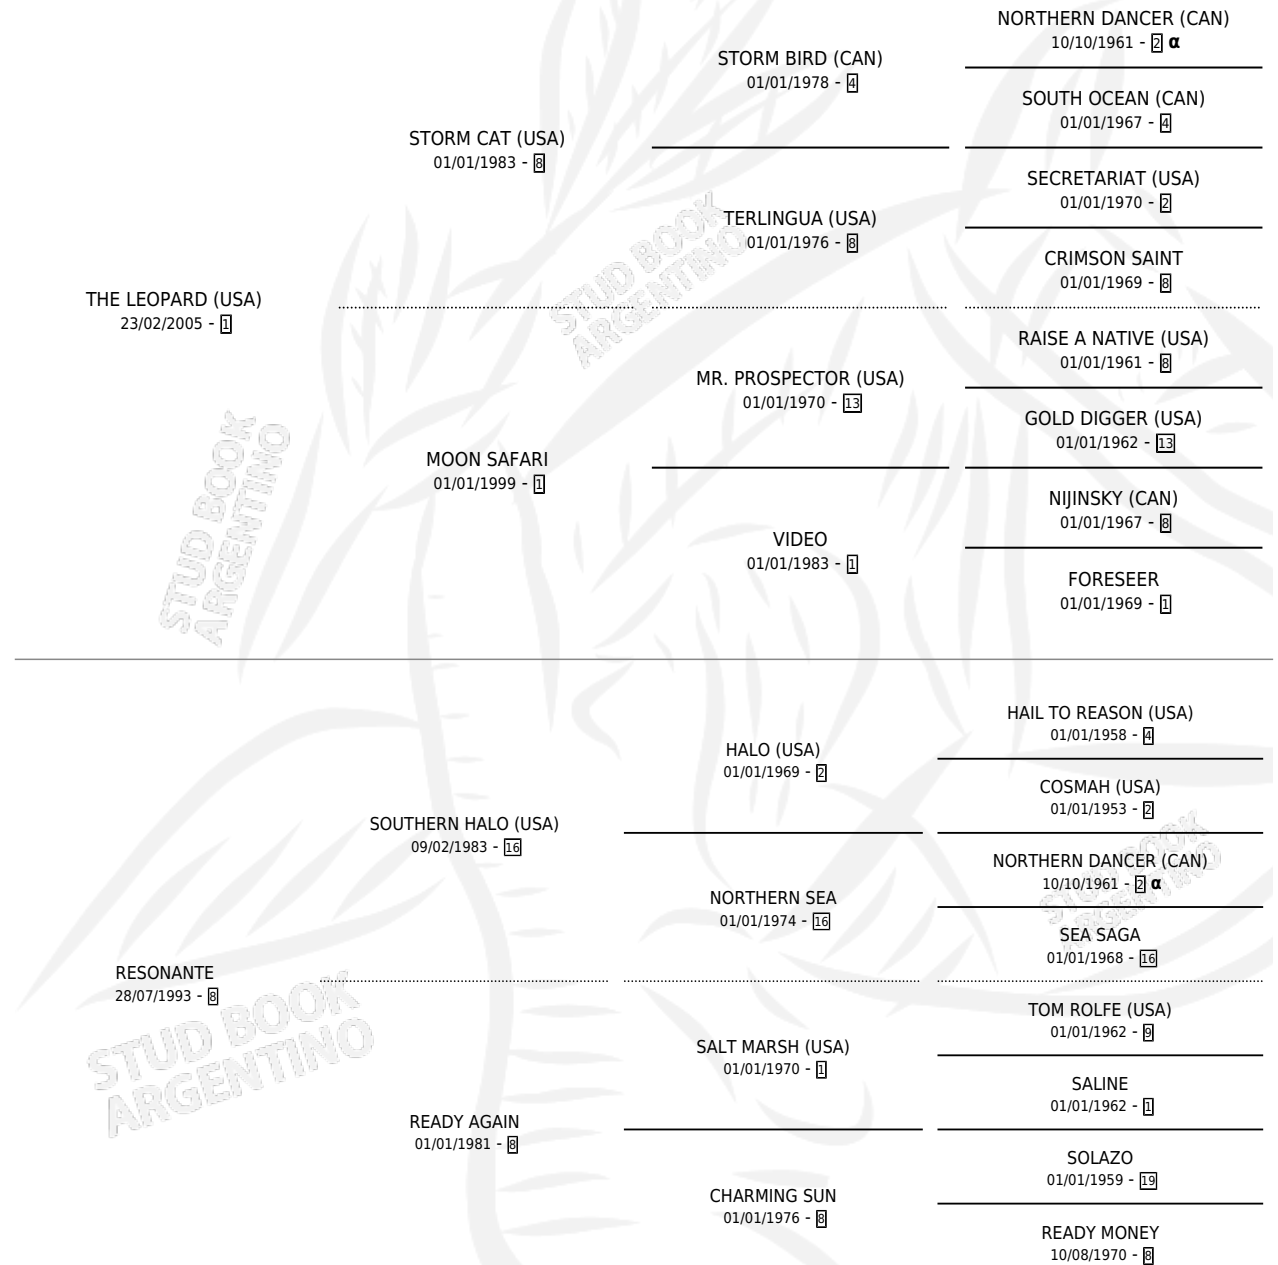 NORTHERN DANCER (CAN)
10/10/1961 - 2 α
STORM BIRD (CAN)
01/01/1978 - 4
SOUTH OCEAN (CAN)
01/01/1967 - 4
STORM CAT (USA)
01/01/1983 - 8
SECRETARIAT (USA)
01/01/1970 - 2
TERLINGUA (USA)
01/01/1976 - 8
CRIMSON SAINT
01/01/1969 - 8
STUD BOOK
ARGENTINO
THE LEOPARD (USA)
23/02/2005 - 1
RAISE A NATIVE (USA)
01/01/1961 - 8
MR. PROSPECTOR (USA)
01/01/1970 - 13
GOLD DIGGER (USA)
01/01/1962 - 13
MOON SAFARI
01/01/1999 - 1
STUD BOOK
ARGENTINO
NIJINSKY (CAN)
01/01/1967 - 8
VIDEO
01/01/1983 - 1
FORESEER
01/01/1969 - 1
HAIL TO REASON (USA)
01/01/1958 - 4
HALO (USA)
01/01/1969 - 2
COSMAH (USA)
01/01/1953 - 2
SOUTHERN HALO (USA)
09/02/1983 - 16
NORTHERN DANCER (CAN)
10/10/1961 - 2 α
STUD BOOK
ARGENTINO
NORTHERN SEA
01/01/1974 - 16
SEA SAGA
01/01/1968 - 16
RESONANTE
28/07/1993 - 8
STUD BOOK
ARGENTINO
TOM ROLFE (USA)
01/01/1962 - 9
SALT MARSH (USA)
01/01/1970 - 1
SALINE
01/01/1962 - 1
READY AGAIN
01/01/1981 - 8
SOLAZO
01/01/1959 - 19
CHARMING SUN
01/01/1976 - 8
READY MONEY
10/08/1970 - 8